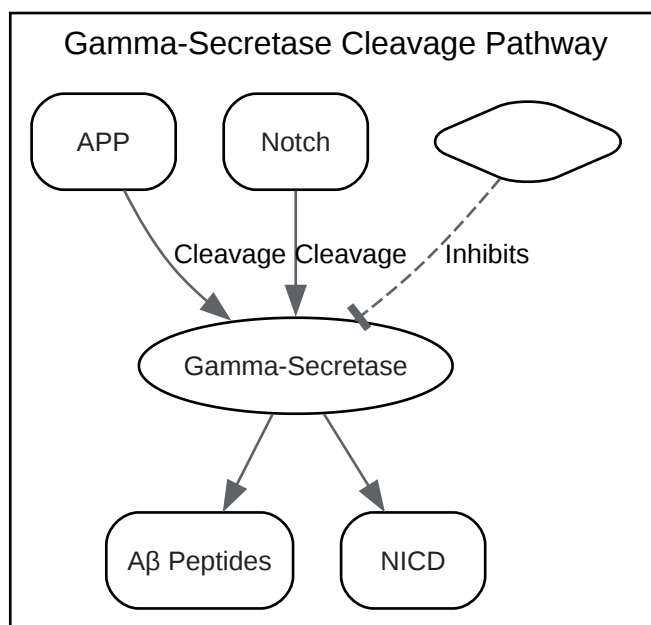 Gamma-Secretase Cleavage Pathway
APP
Notch
Cleavage
Cleavage
Inhibits
Gamma-Secretase
Aβ Peptides
NICD